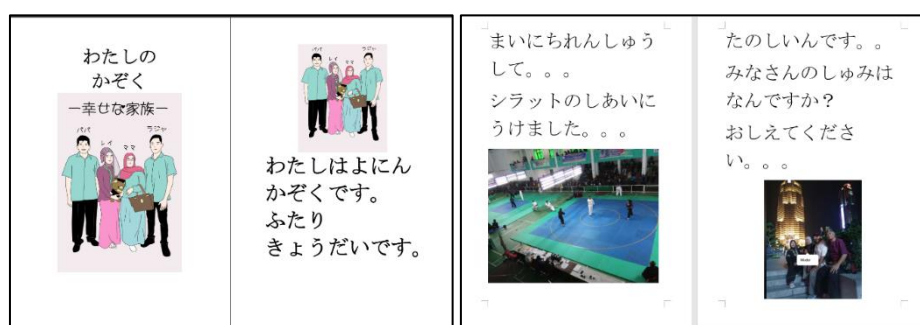 わたしの
かぞく
ー幸せな家族ー
パパ
レイ
ママ
ラジャ
パパ
レイ
ママ
ラジャ
わたしはよにん
かぞくです。
ふたり
きょうだいです。
まいにちれんしゅう
して。。。
シラットのしあいに
うけました。。。
たのしいんです。。
みなさんのしゅみは
なんですか？
おしえてくださ
い。。。